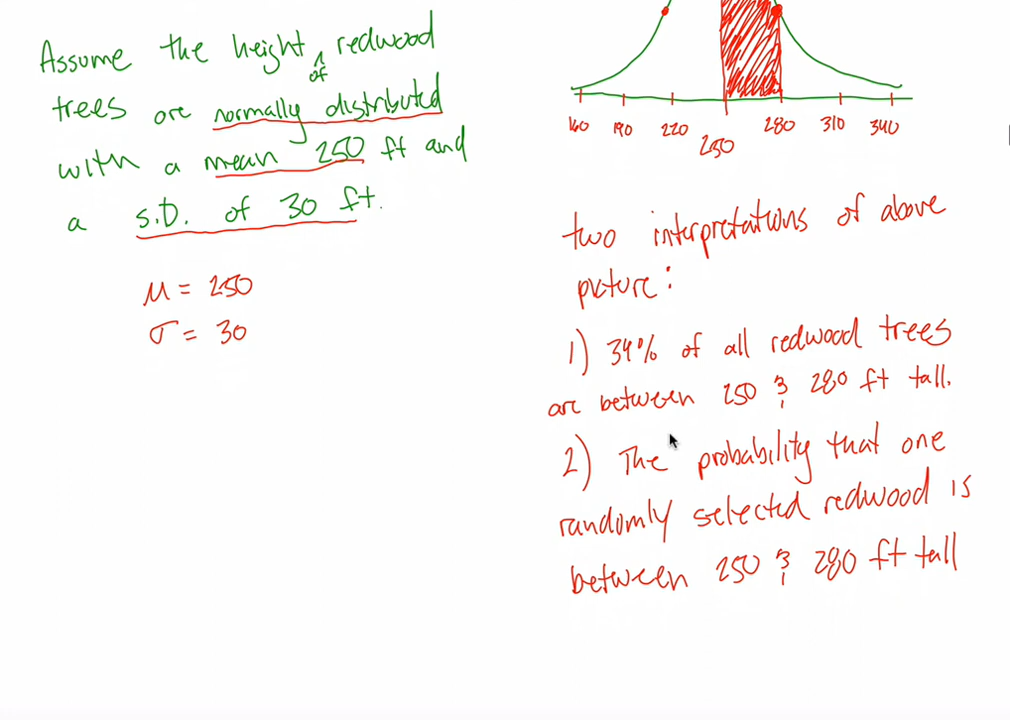 Assume the height of redwood
trees are normally distributed
with a mean 250 ft and
a s.D. of 30 ft.
μ = 250
σ = 30
160 190 220 250 280 310 340
two interpretations of above
picture:
1) 34% of all redwood trees
are between 250 & 280 ft tall.
2) The probability that one
randomly selected redwood is
between 250 & 280 ft tall